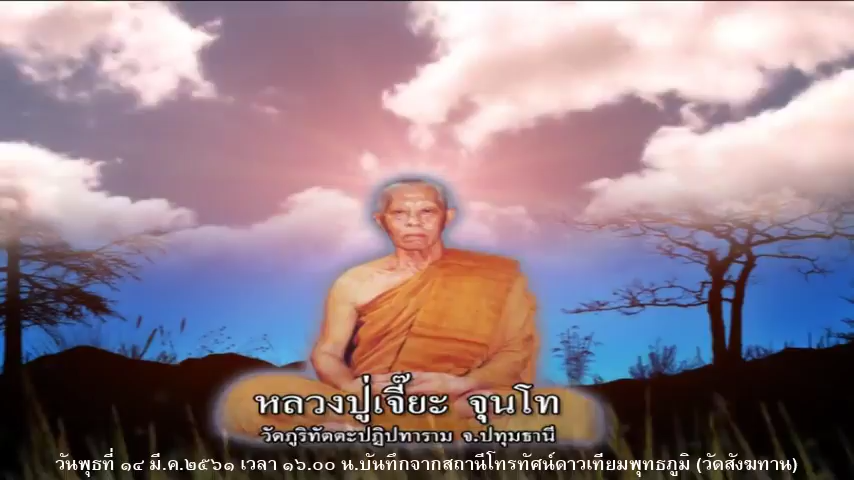 หลวงปู่เจี๊ยะ จุนโท
วัดภูริทัตตะปฏิปทาราม จ.ปทุมธานี
วันพุธที่ ๑๔ มี.ค.๒๕๖๑ เวลา ๑๖.๐๐ น.บันทึกจากสถานีโทรทัศน์ดาวเทียมพุทธภูมิ (วัดสังฆทาน)